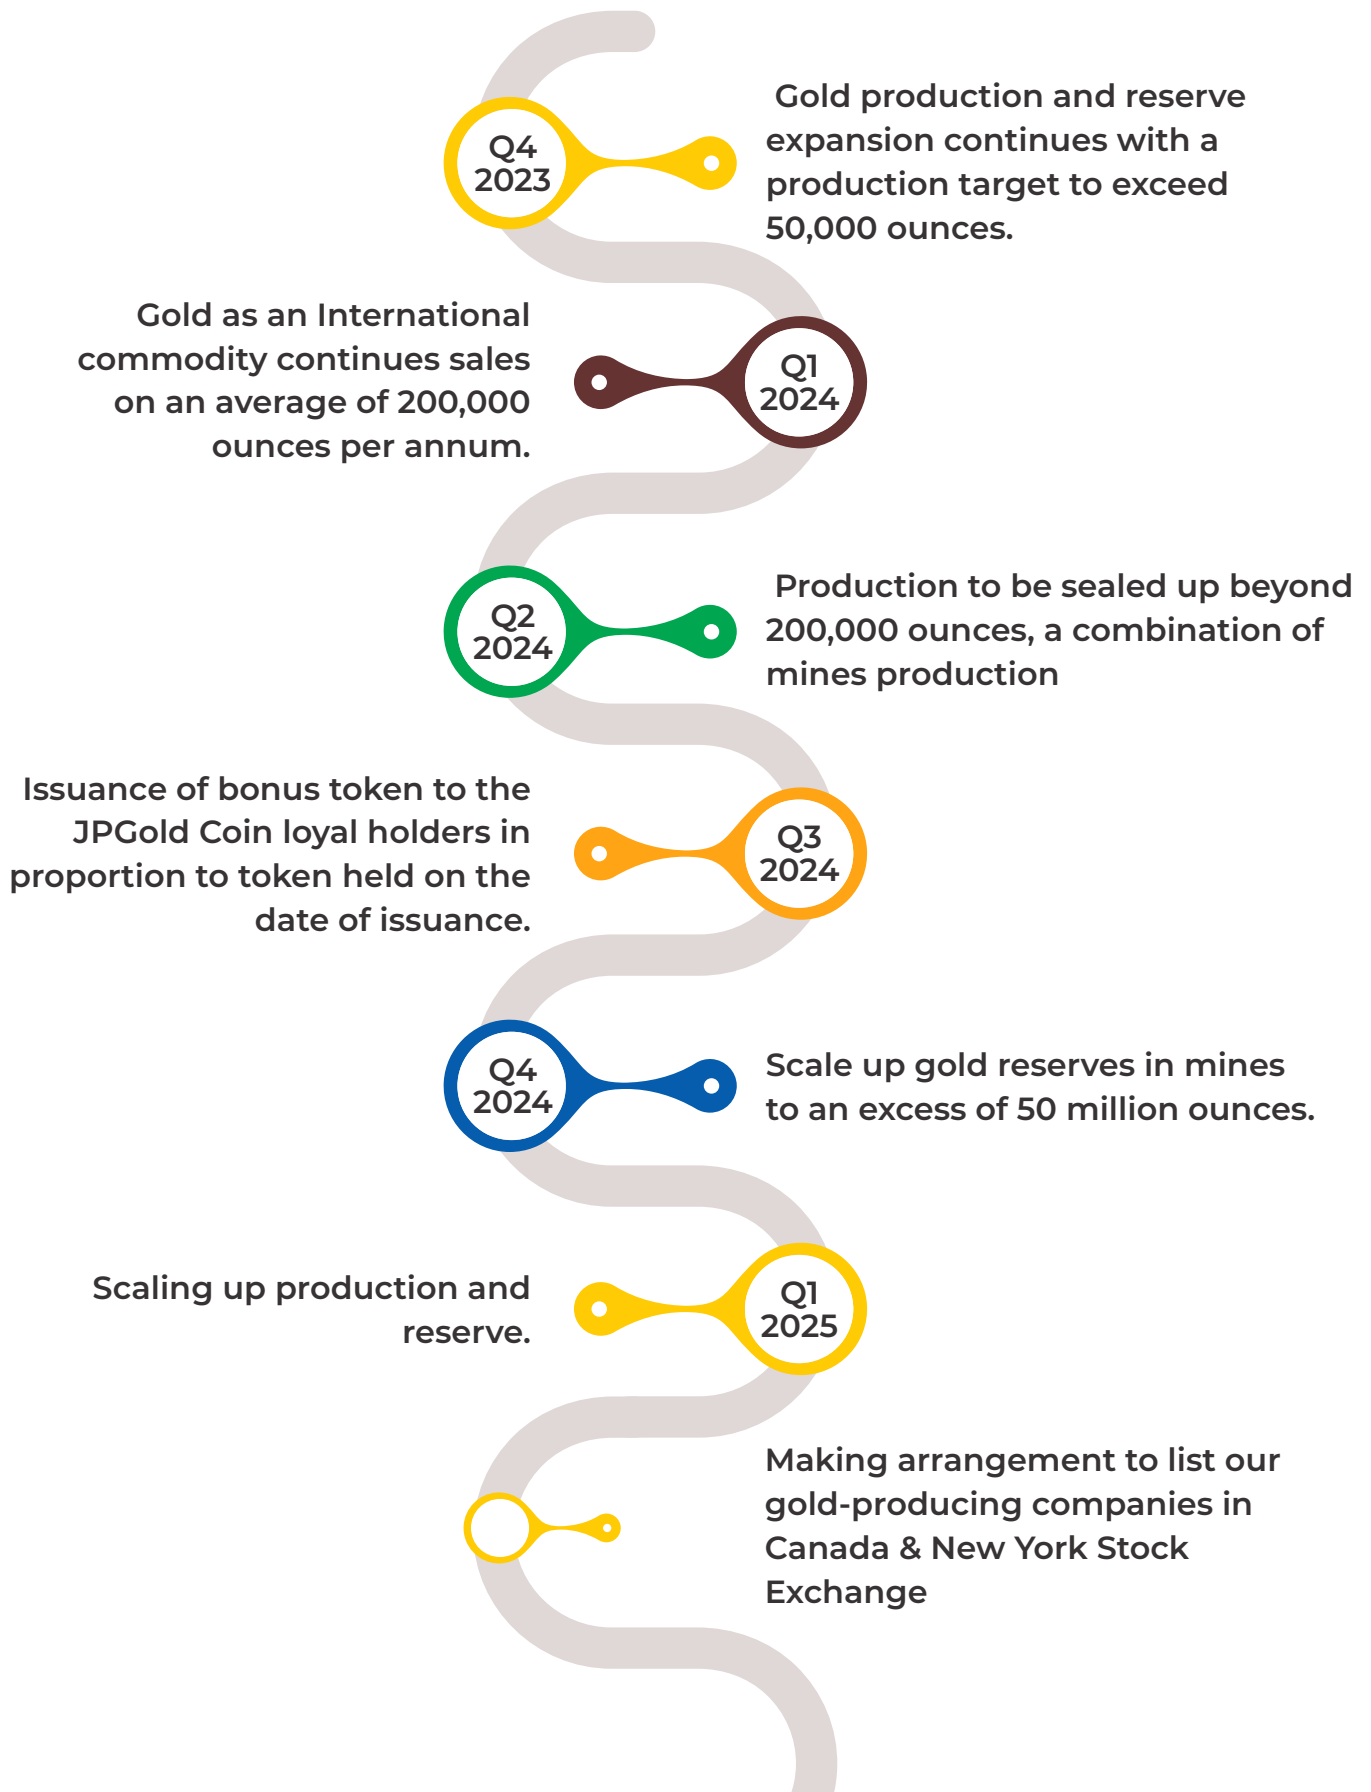 Q4
2023
Gold production and reserve
expansion continues with a
production target to exceed
50,000 ounces.
Gold as an International
commodity continues sales
on an average of 200,000
ounces per annum.
Q1
2024
Q2
2024
Production to be sealed up beyond
200,000 ounces, a combination of
mines production
Issuance of bonus token to the
JPGold Coin loyal holders in
proportion to token held on the
date of issuance.
Q3
2024
Q4
2024
Scale up gold reserves in mines
to an excess of 50 million ounces.
Scaling up production and
reserve.
Q1
2025
Making arrangement to list our
gold-producing companies in
Canada & New York Stock
Exchange